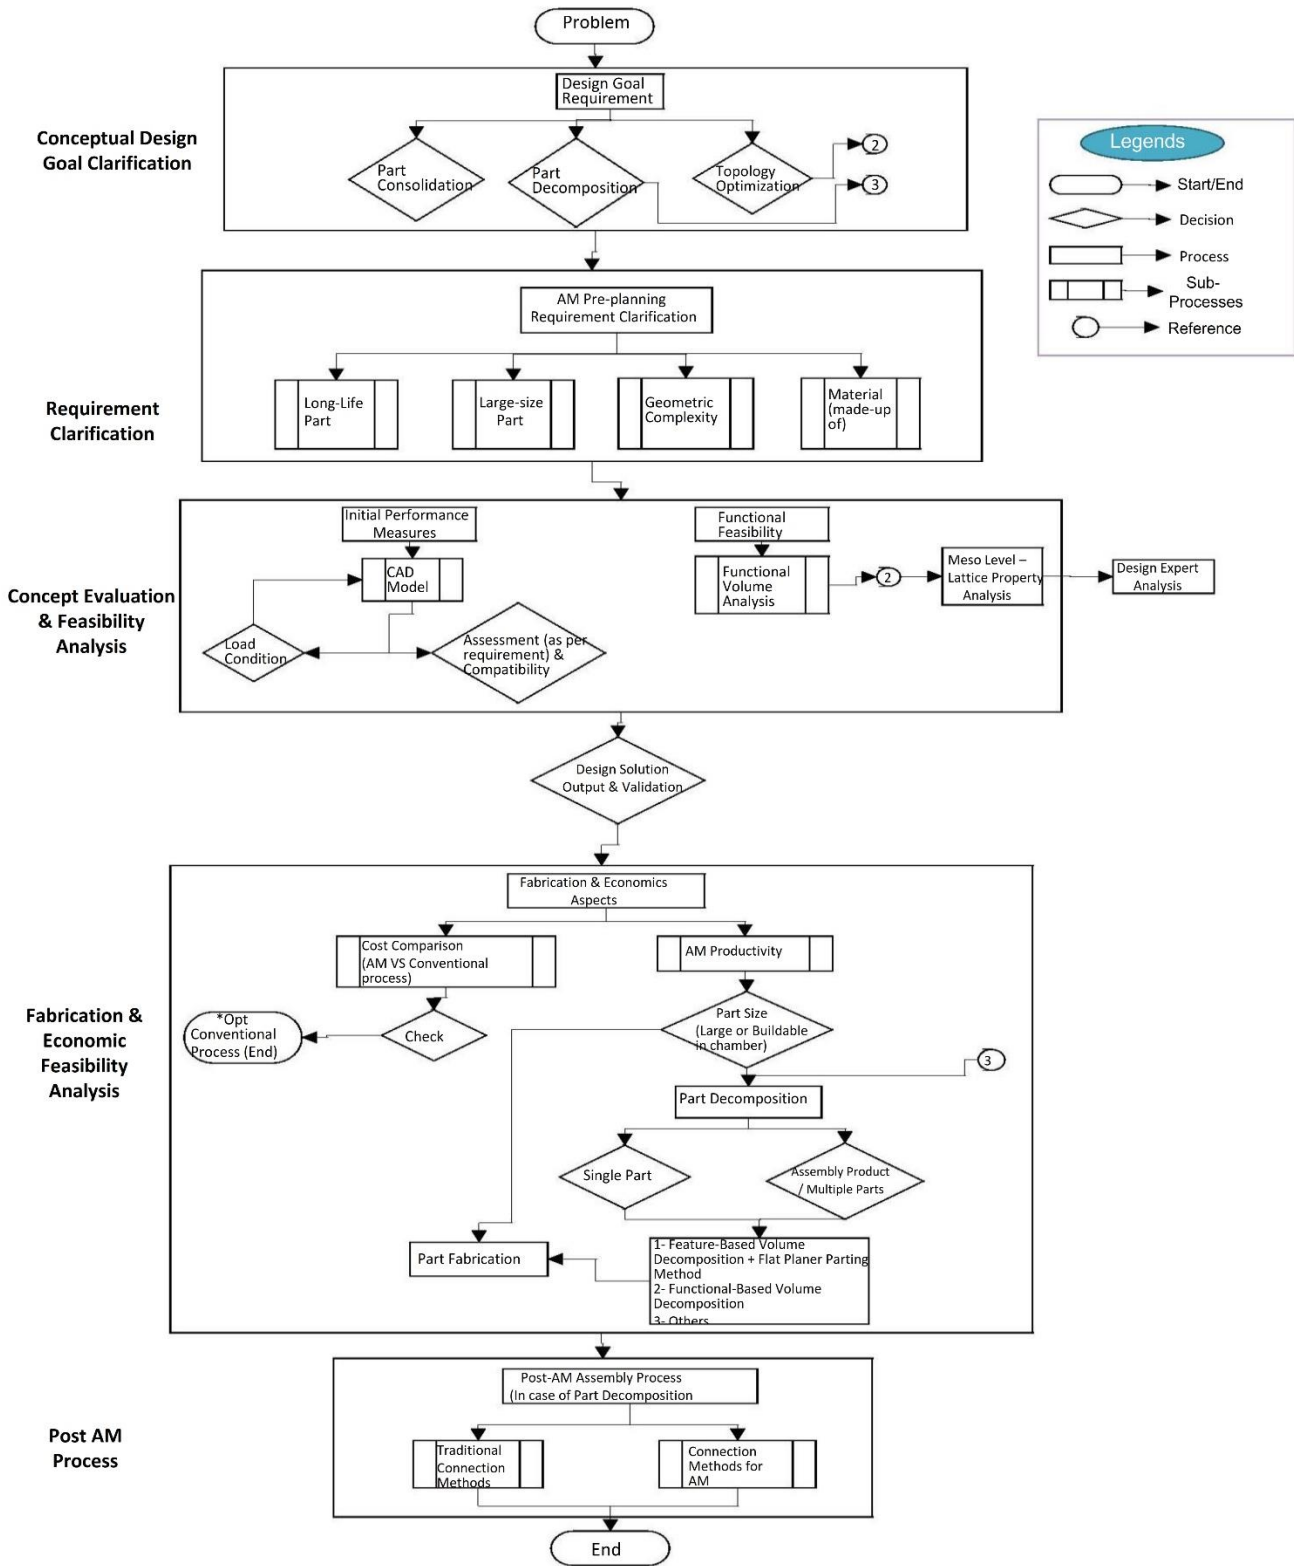 Problem
Conceptual Design
Goal Clarification
Design Goal
Requirement
Part
Consolidation
Part
Decomposition
Topology
Optimization
2
3
Legends
Start/End
Decision
Process
Sub-
Processes
Reference
Requirement
Clarification
AM Pre-planning
Requirement Clarification
Long-Life
Part
Large-size
Part
Geometric
Complexity
Material
(made-up
of)
Concept Evaluation
& Feasibility
Analysis
Initial Performance
Measures
CAD
Model
Load
Condition
Assessment (as per
requirement) &
Compatibility
Functional
Feasibility
Functional
Volume
Analysis
2
Meso Level –
Lattice Property
Analysis
Design Expert
Analysis
Design Solution
Output & Validation
Fabrication &
Economic
Feasibility
Analysis
Fabrication & Economics
Aspects
Cost Comparison
(AM VS Conventional
process)
AM Productivity
*Opt
Conventional
Process (End)
Check
Part Size
(Large or Buildable
in chamber)
3
Part Decomposition
Single Part
Assembly Product
/ Multiple Parts
Part Fabrication
1- Feature-Based Volume
Decomposition + Flat Planer Parting
Method
2- Functional-Based Volume
Decomposition
3- Others
Post AM
Process
Post-AM Assembly Process
(In case of Part Decomposition
Traditional
Connection
Methods
Connection
Methods for
AM
End